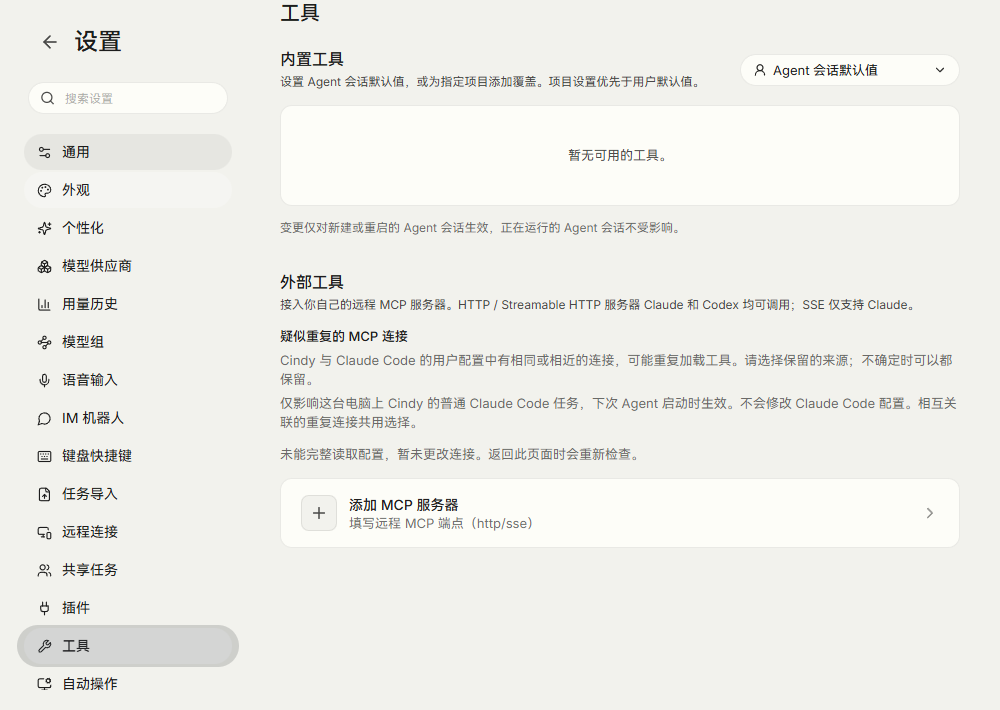 设置
搜索设置
通用
外观
个性化
模型供应商
用量历史
模型组
语音输入
IM 机器人
键盘快捷键
任务导入
远程连接
共享任务
插件
工具
自动操作
工具
内置工具
设置 Agent 会话默认值，或为指定项目添加覆盖。项目设置优先于用户默认值。
Agent 会话默认值
暂无可用的工具。
变更仅对新建或重启的 Agent 会话生效，正在运行的 Agent 会话不受影响。
外部工具
接入你自己的远程 MCP 服务器。HTTP / Streamable HTTP 服务器 Claude 和 Codex 均可调用；SSE 仅支持 Claude。
疑似重复的 MCP 连接
Cindy 与 Claude Code 的用户配置中有相同或相近的连接，可能重复加载工具。请选择保留的来源；不确定时可以都
保留。
仅影响这台电脑上 Cindy 的普通 Claude Code 任务，下次 Agent 启动时生效。不会修改 Claude Code 配置。相互关
联的重复连接共用选择。
未能完整读取配置，暂未更改连接。返回此页面时会重新检查。
添加 MCP 服务器
填写远程 MCP 端点（http/sse）